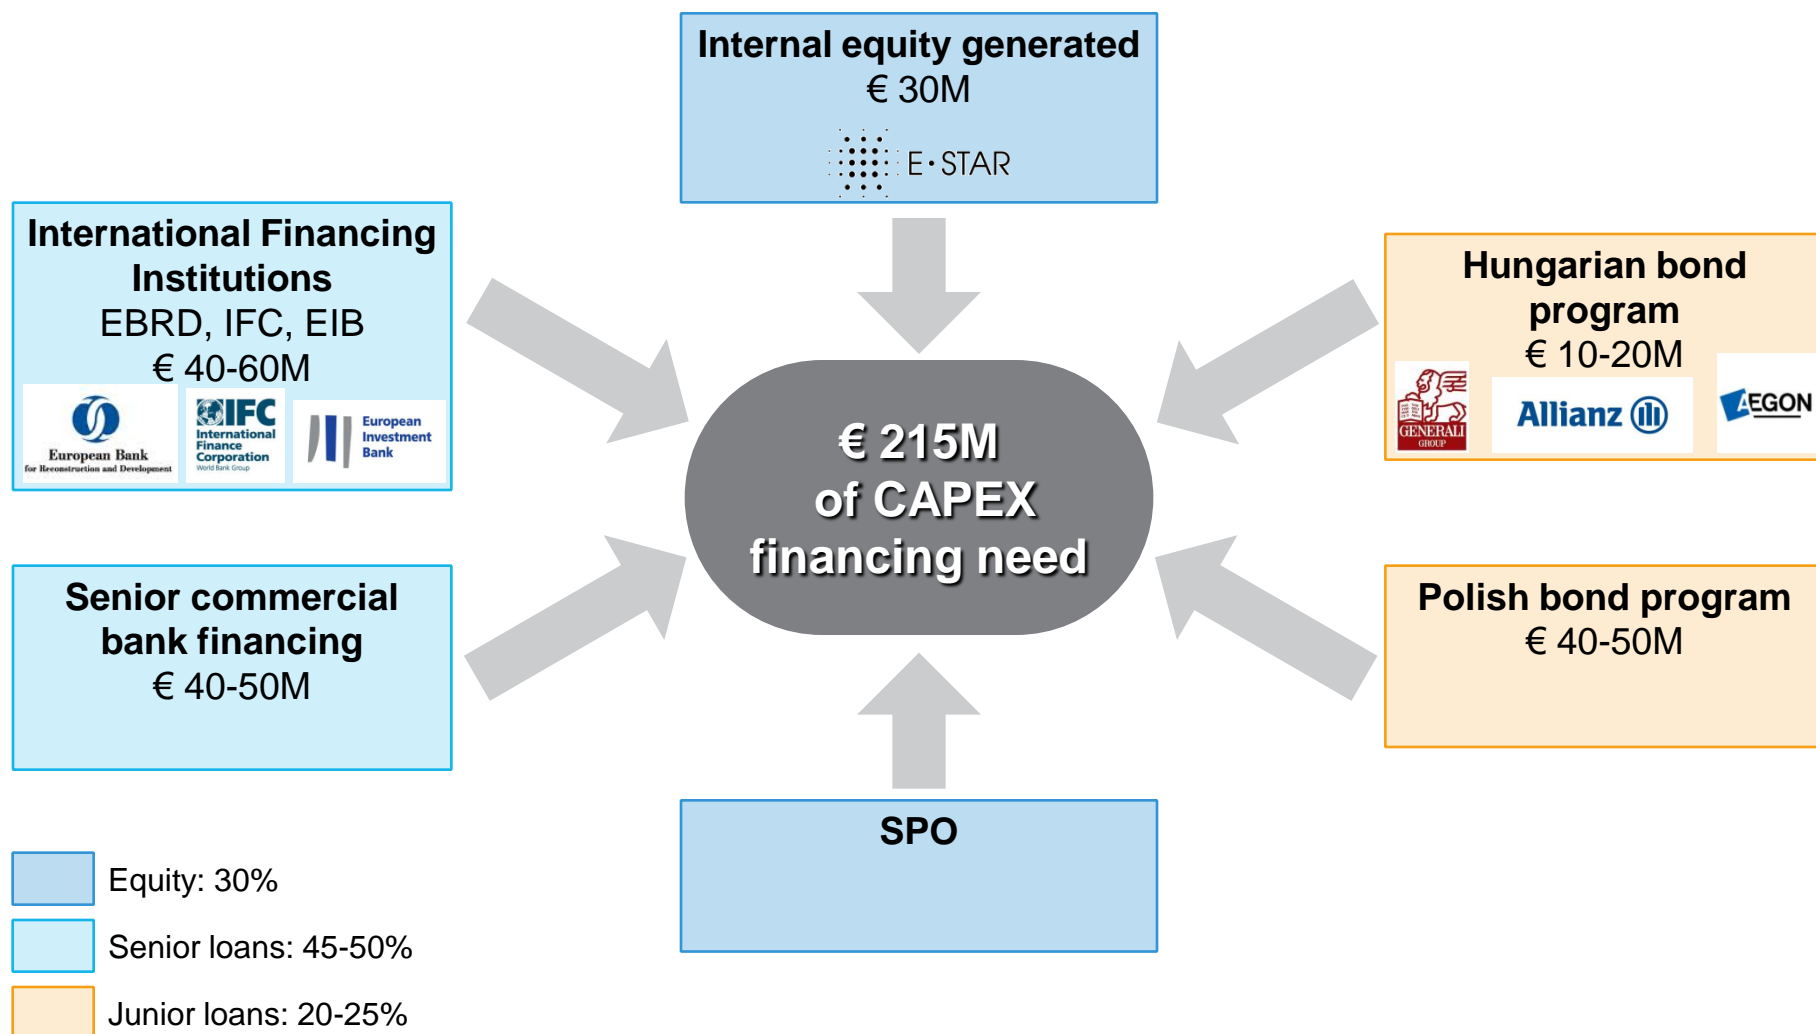 Internal equity generated
€ 30M
E·STAR
International Financing
Institutions
EBRD, IFC, EIB
€ 40-60M
European Bank
for Reconstruction and Development
IFC
International
Finance
Corporation
World Bank Group
European
Investment
Bank
Hungarian bond
program
€ 10-20M
GENERALI
GROUP
Allianz
AEGON
€ 215M
of CAPEX
financing need
Senior commercial
bank financing
€ 40-50M
Polish bond program
€ 40-50M
SPO
Equity: 30%
Senior loans: 45-50%
Junior loans: 20-25%